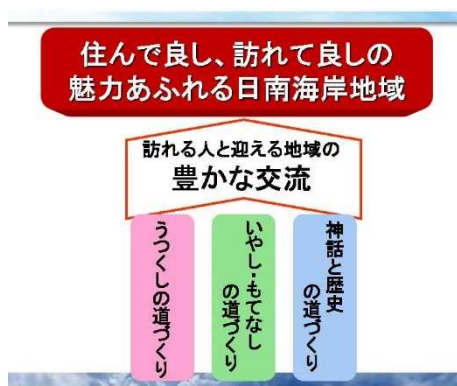 住んで良し、訪れて良しの
魅力あふれる日南海岸地域
訪れる人と迎える地域の
豊かな交流
うつくしの道づくり
いやし・もてなし
の道づくり
神話と歴史
の道づくり